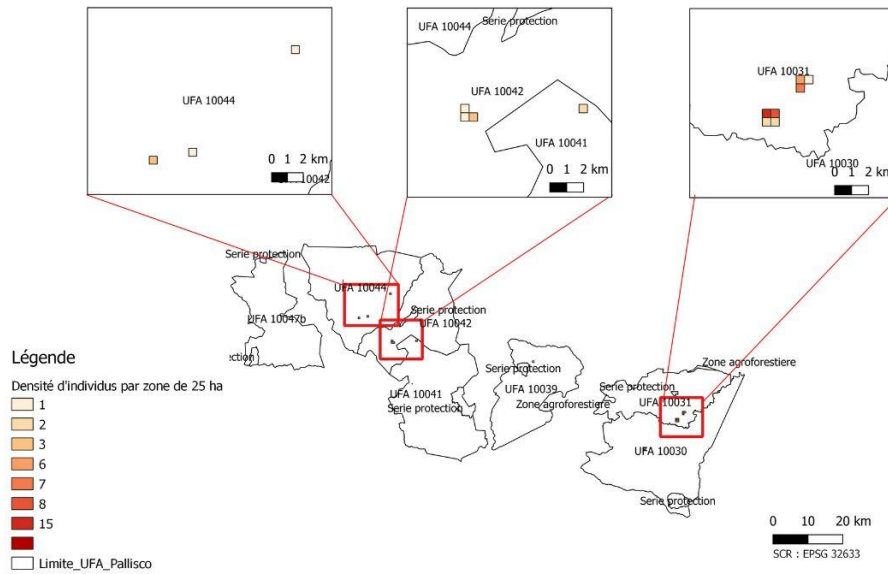 UFA 10044
0 1 2 km
UFA 10042
UFA 10044
Serie protection
UFA 10042
UFA 10041
0 1 2 km
UFA 10031
UFA 10030
0 1 2 km
Serie protection
UFA 10044
UFA 10047b
Serie protection
UFA 10042
:ection
UFA 10041
Serie protection
Serie protection
UFA 10039
Zone agroforestiere
Zone agroforestiere
Serie protection
UFA 10031
UFA 10030
Serie protection
Légende
Densité d'individus par zone de 25 ha
1
2
3
6
7
8
15
Limite_UFA_Pallisco
0 10 20 km
SCR : EPSG 32633